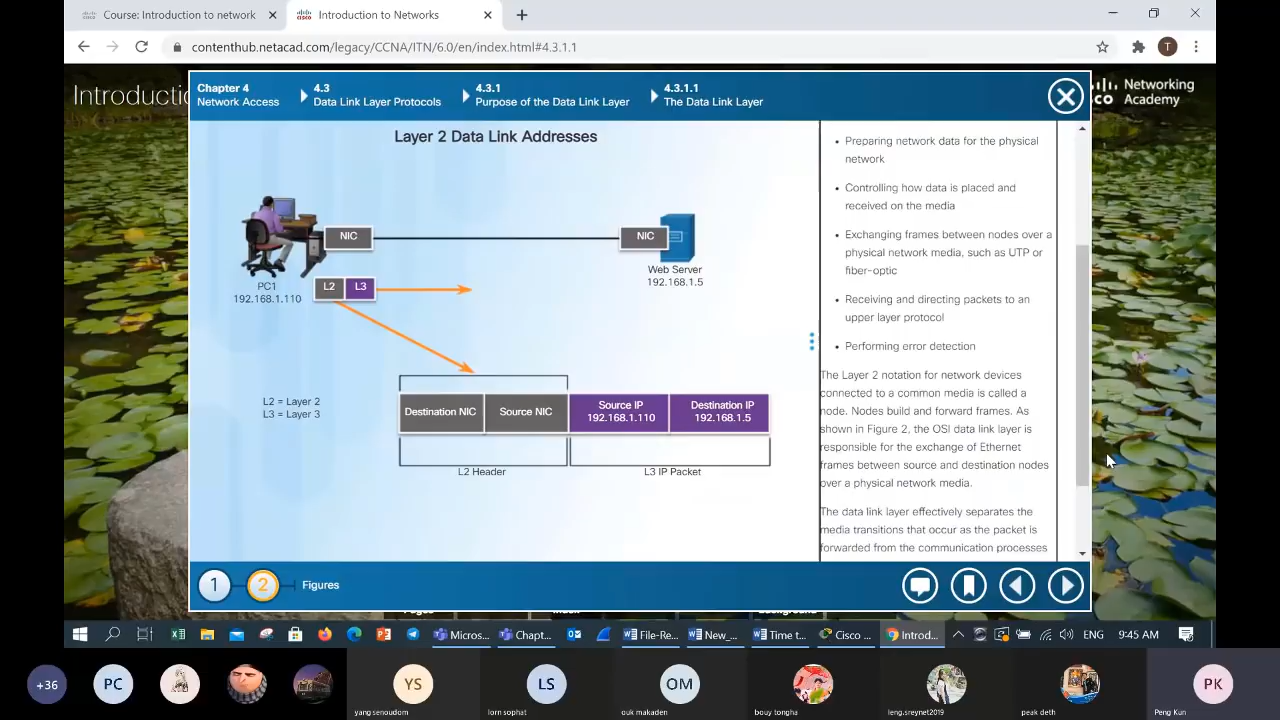 Course: Introduction to network
Introduction to Networks
contenthub.netacad.com/legacy/CCNA/ITN/6.0/en/index.html#4.3.1.1
T
Introductio
Networking
Academy
Chapter 4
Network Access
4.3
Data Link Layer Protocols
4.3.1
Purpose of the Data Link Layer
4.3.1.1
The Data Link Layer
Layer 2 Data Link Addresses
NIC
NIC
PC1
192.168.1.110
Web Server
192.168.1.5
L2
L3
L2 = Layer 2
L3 = Layer 3
Destination NIC
Source NIC
Source IP
192.168.1.110
Destination IP
192.168.1.5
L2 Header
L3 IP Packet
• Preparing network data for the physical
network
• Controlling how data is placed and
received on the media
• Exchanging frames between nodes over a
physical network media, such as UTP or
fiber-optic
• Receiving and directing packets to an
upper layer protocol
• Performing error detection
The Layer 2 notation for network devices
connected to a common media is called a
node. Nodes build and forward frames. As
shown in Figure 2, the OSI data link layer is
responsible for the exchange of Ethernet
frames between source and destination nodes
over a physical network media.
The data link layer effectively separates the
media transitions that occur as the packet is
forwarded from the communication processes
1
2
Figures
Micros...
Chapt...
File-Re...
New_...
Time t...
Cisco ...
Introd...
ENG
9:45 AM
+36
PC
YS
yang senoudom
LS
lorn sophat
OM
ouk makaden
bouy tongha
leng.sreynet2019
peak deth
PK
Peng Kun